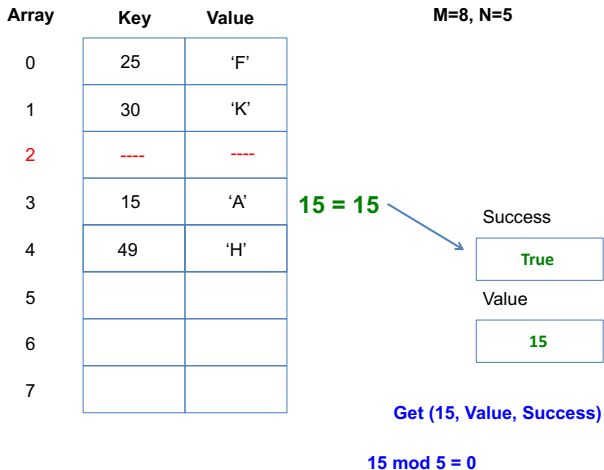 Array Key Value M=8, N=5
0 25 ‘F’
1 30 ‘K’
2 ---- ----
3 15 ‘A’ 15 = 15
Success
4 49 ‘H’
True
5
Value
6
15
7
Get (15, Value, Success)
15 mod 5 = 0